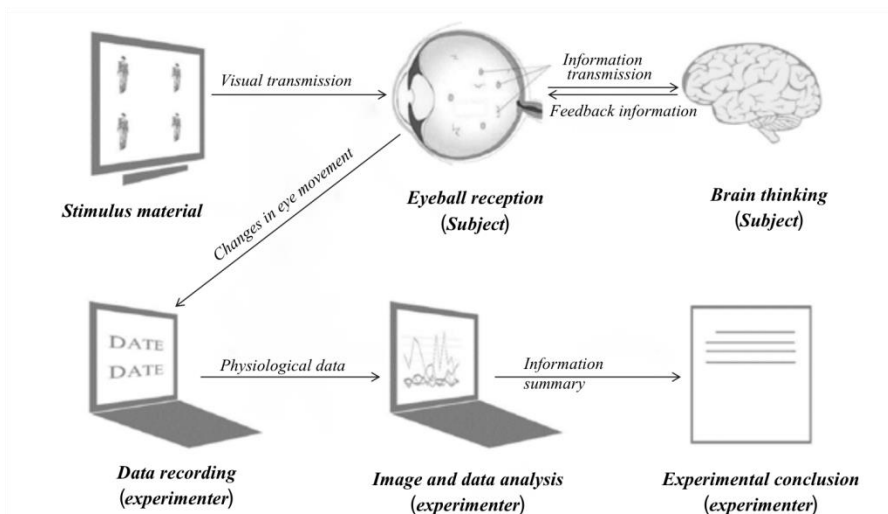 Visual transmission
Information
transmission
Feedback information
Stimulus material
Eyeball reception
(Subject)
Brain thinking
(Subject)
Changes in eye movement
DATE
DATE
Physiological data
Information
summary
Data recording
(experimenter)
Image and data analysis
(experimenter)
Experimental conclusion
(experimenter)